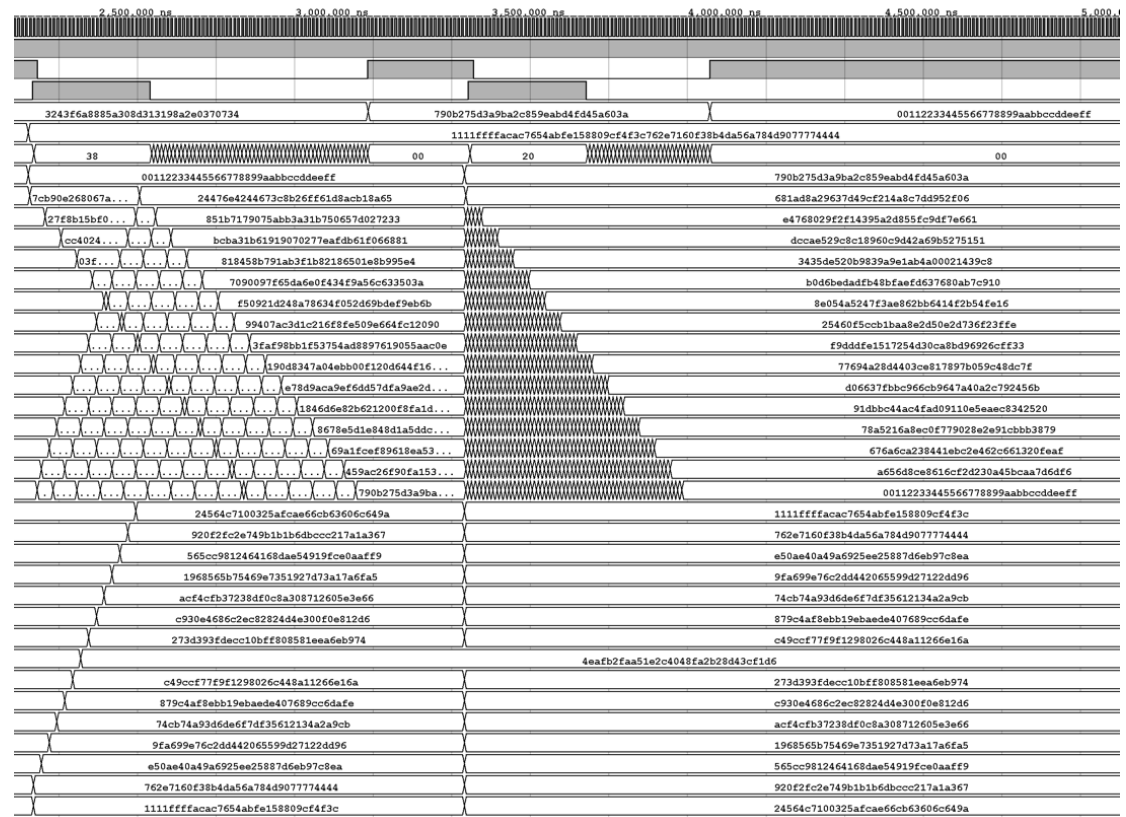 2,500.000 ns 3,000.000 ns 3,500.000 ns 4,000.000 ns 4,500.000 ns 5,000.0
3243f6a8885a308d313198a2e0370734 790b275d3a9ba2c859eabd4fd45a603a 00112233445566778899aabbccddeeff
1111ffffacac7654abfe158809cf4f3c762e7160f38b4da56a784d9077774444
38 00 20 00
00112233445566778899aabbccddeeff 790b275d3a9ba2c859eabd4fd45a603a
7cb90e268067a... 24476e4244673c8b26ff61d8acb18a65 681ad8a29637d49cf214a8c7dd952f06
27f8b15bf0... ... 851b7179075abb3a31b750657d027233 e4768029f2f14395a2d855fc9df7e661
cc4024... ... ... bcba31b61919070277eafdb61f066881 dccae529c8c18960c9d42a69b5275151
03f... ... ... ... 818458b791ab3f1b82186501e8b995e4 3435de520b9839a9e1ab4a00021439c8
... ... ... ... ... 7090097f65da6e0f434f9a56c633503a b0d6bedadfb48bfaefd637680ab7c910
... ... ... ... ... f50921d248a78634f052d69bdef9eb6b 8e054a5247f3ae862bb6414f2b54fe16
... ... ... ... ... 99407ac3d1c216f8fe509e664fc12090 25460f5ccb1baa8e2d50e2d736f23ffe
... ... ... ... ... ... 3faf98bb1f53754ad8897619055aac0e f9dddfe1517254d30ca8bd96926cff33
... ... ... ... ... ... ... 190d8347a04ebb00f120d644f16... 77694a28d4403ce817897b059c48dc7f
... ... ... ... ... ... ... e78d9aca9ef6dd57dfa9ae2d... d06637fbbc966cb9647a40a2c792456b
... ... ... ... ... ... ... ... 1846d6e82b621200f8fa1d... 91dbbc44ac4fad09110e5eaec8342520
... ... ... ... ... ... ... ... 8678e5d1e848d1a5ddc... 78a5216a8ec0f779028e2e91cbbb3879
... ... ... ... ... ... ... ... ... 69a1fcef89618ea53... 676a6ca238441ebc2e462c661320feaf
... ... ... ... ... ... ... ... ... ... 459ac26f90fa153... a656d8ce8616cf2d230a45bcaa7d6df6
... ... ... ... ... ... ... ... ... ... 790b275d3a9ba... 00112233445566778899aabbccddeeff
24564c7100325afcae66cb63606c649a 1111ffffacac7654abfe158809cf4f3c
920f2fc2e749b1b1b6dbccc217a1a367 762e7160f38b4da56a784d9077774444
565cc9812464168dae54919fce0aaff9 e50ae40a49a6925ee25887d6eb97c8ea
1968565b75469e7351927d73a17a6fa5 9fa699e76c2dd442065599d27122dd96
acf4cfb37238df0c8a308712605e3e66 74cb74a93d6de6f7df35612134a2a9cb
c930e4686c2ec82824d4e300f0e812d6 879c4af8ebb19ebaede407689cc6dafe
273d393fdecc10bff808581eea6eb974 c49ccf77f9f1298026c448a11266e16a
4eafb2faa51e2c4048fa2b28d43cf1d6
c49ccf77f9f1298026c448a11266e16a 273d393fdecc10bff808581eea6eb974
879c4af8ebb19ebaede407689cc6dafe c930e4686c2ec82824d4e300f0e812d6
74cb74a93d6de6f7df35612134a2a9cb acf4cfb37238df0c8a308712605e3e66
9fa699e76c2dd442065599d27122dd96 1968565b75469e7351927d73a17a6fa5
e50ae40a49a6925ee25887d6eb97c8ea 565cc9812464168dae54919fce0aaff9
762e7160f38b4da56a784d9077774444 920f2fc2e749b1b1b6dbccc217a1a367
1111ffffacac7654abfe158809cf4f3c 24564c7100325afcae66cb63606c649a